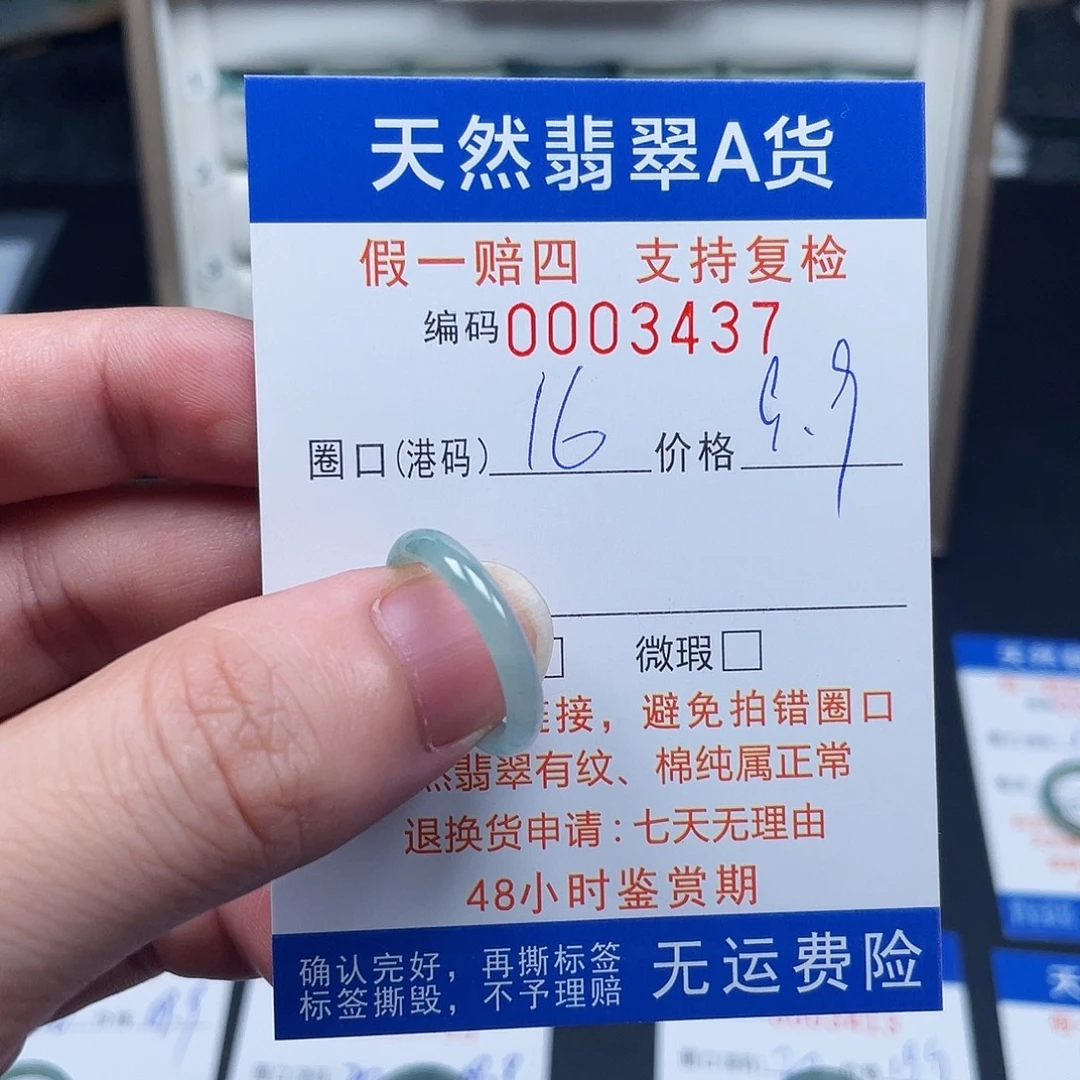 天然翡翠A货
假一赔四 支持复检
编码0003437
圈口(港码) 16 价格 9.9
微瑕□
接，避免拍错圈口
翡翠有纹、棉纯属正常
退换货申请：七天无理由
48小时鉴赏期
确认完好，再撕标签
标签撕毁，不予理赔
无运费险